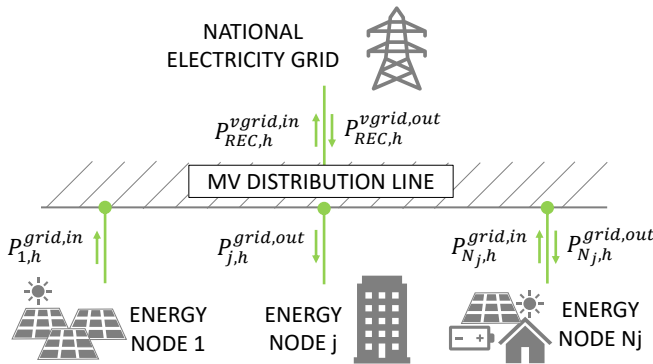 NATIONAL
ELECTRICITY GRID
P_{REC,h}^{vgrid,in} P_{REC,h}^{vgrid,out}
MV DISTRIBUTION LINE
P_{1,h}^{grid,in}
P_{j,h}^{grid,out}
P_{N_j,h}^{grid,in} P_{N_j,h}^{grid,out}
ENERGY
NODE 1
ENERGY
NODE j
- +
ENERGY
NODE Nj